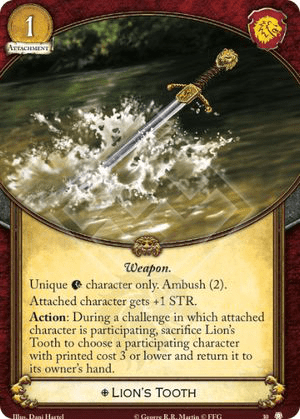 1
ATTACHMENT
Weapon.
Unique character only. Ambush (2).
Attached character gets +1 STR.
Action: During a challenge in which attached
character is participating, sacrifice Lion's
Tooth to choose a participating character
with printed cost 3 or lower and return it to
its owner's hand.
LION'S TOOTH
Illus. Dani Hartel
© George R.R. Martin © FFG